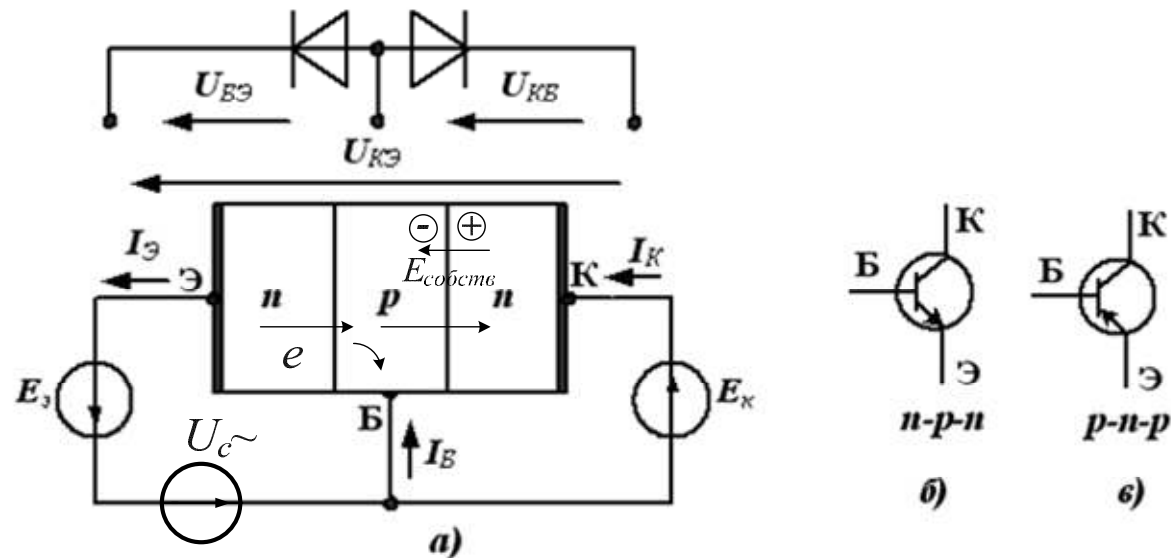 U_БЭ U_КБ
U_КЭ
I_Э Э - + I_К
E_собств К
n p n
e
E_э Б E_к
U_c~ I_Б
а)
К
Б
Э
n-p-n
б)
К
Б
Э
p-n-p
в)